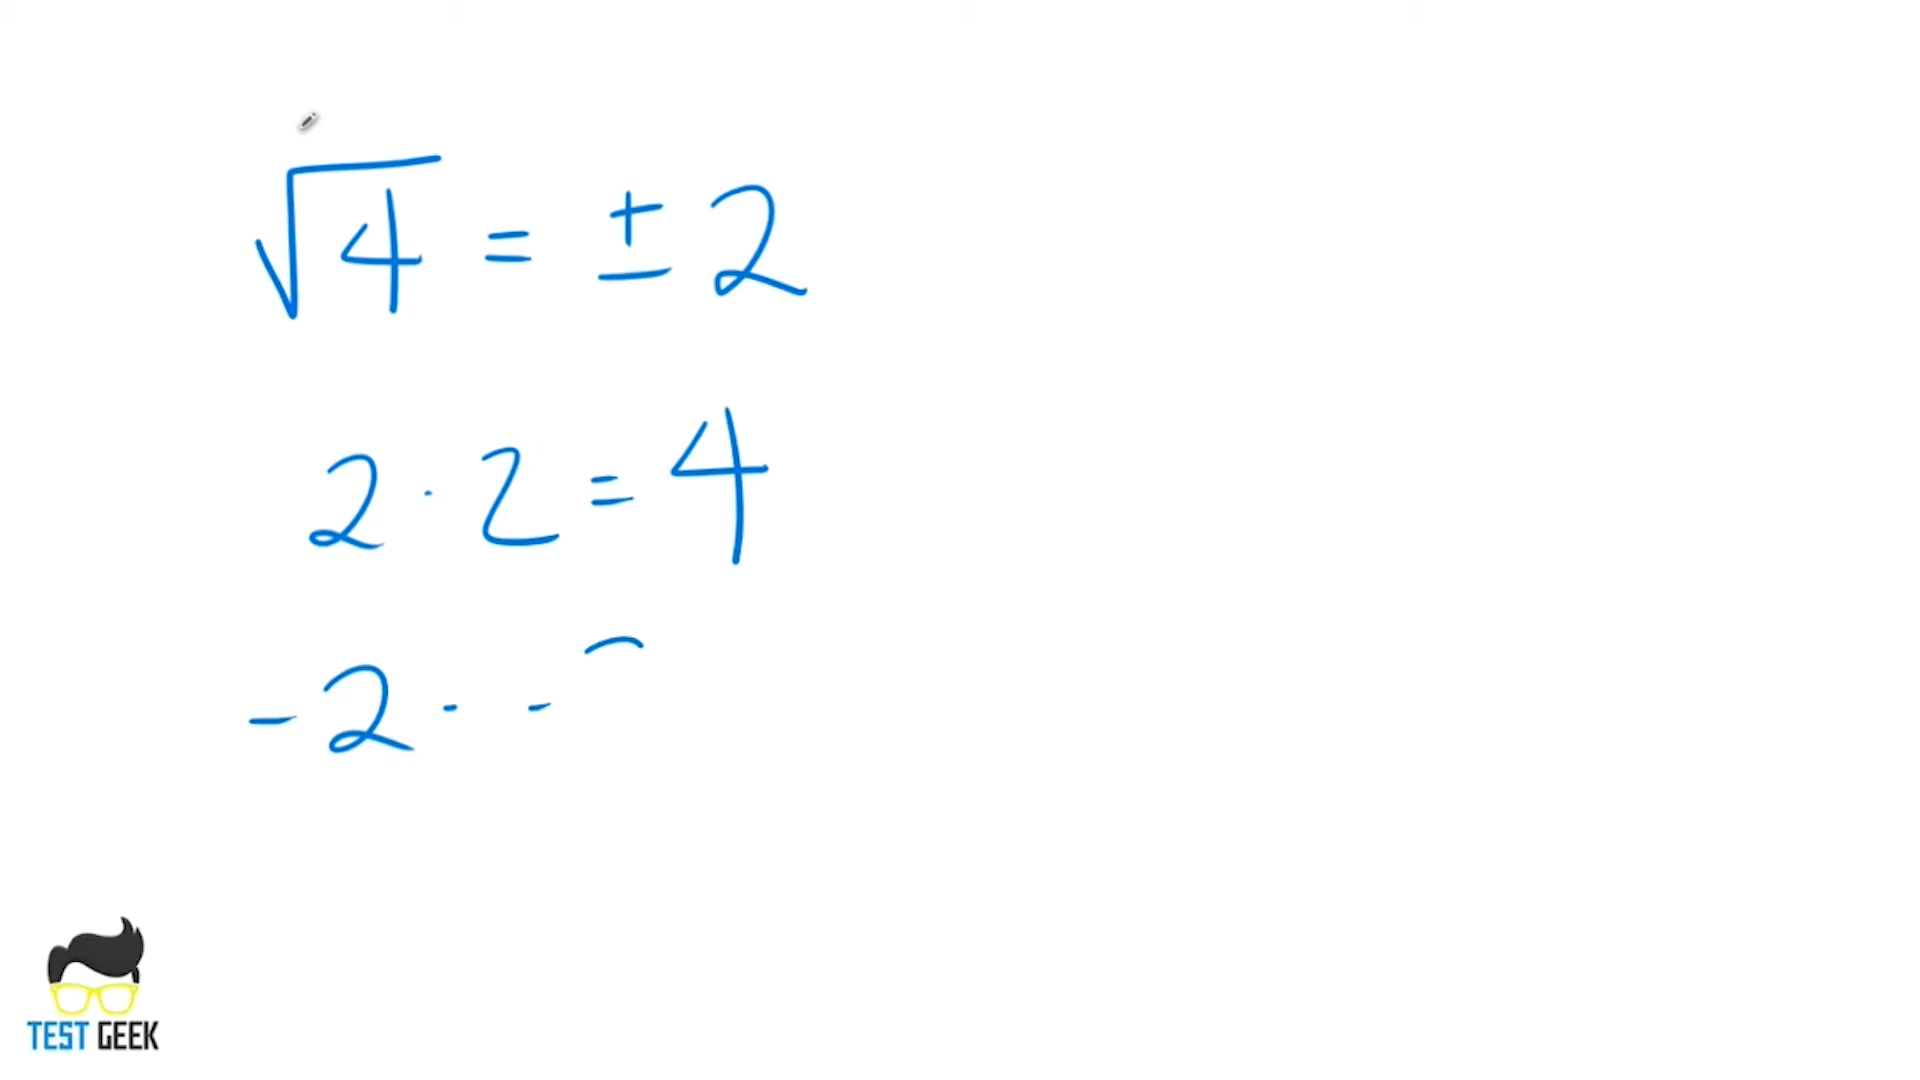 √4 = ± 2
2 · 2 = 4
-2 · -
TEST GEEK